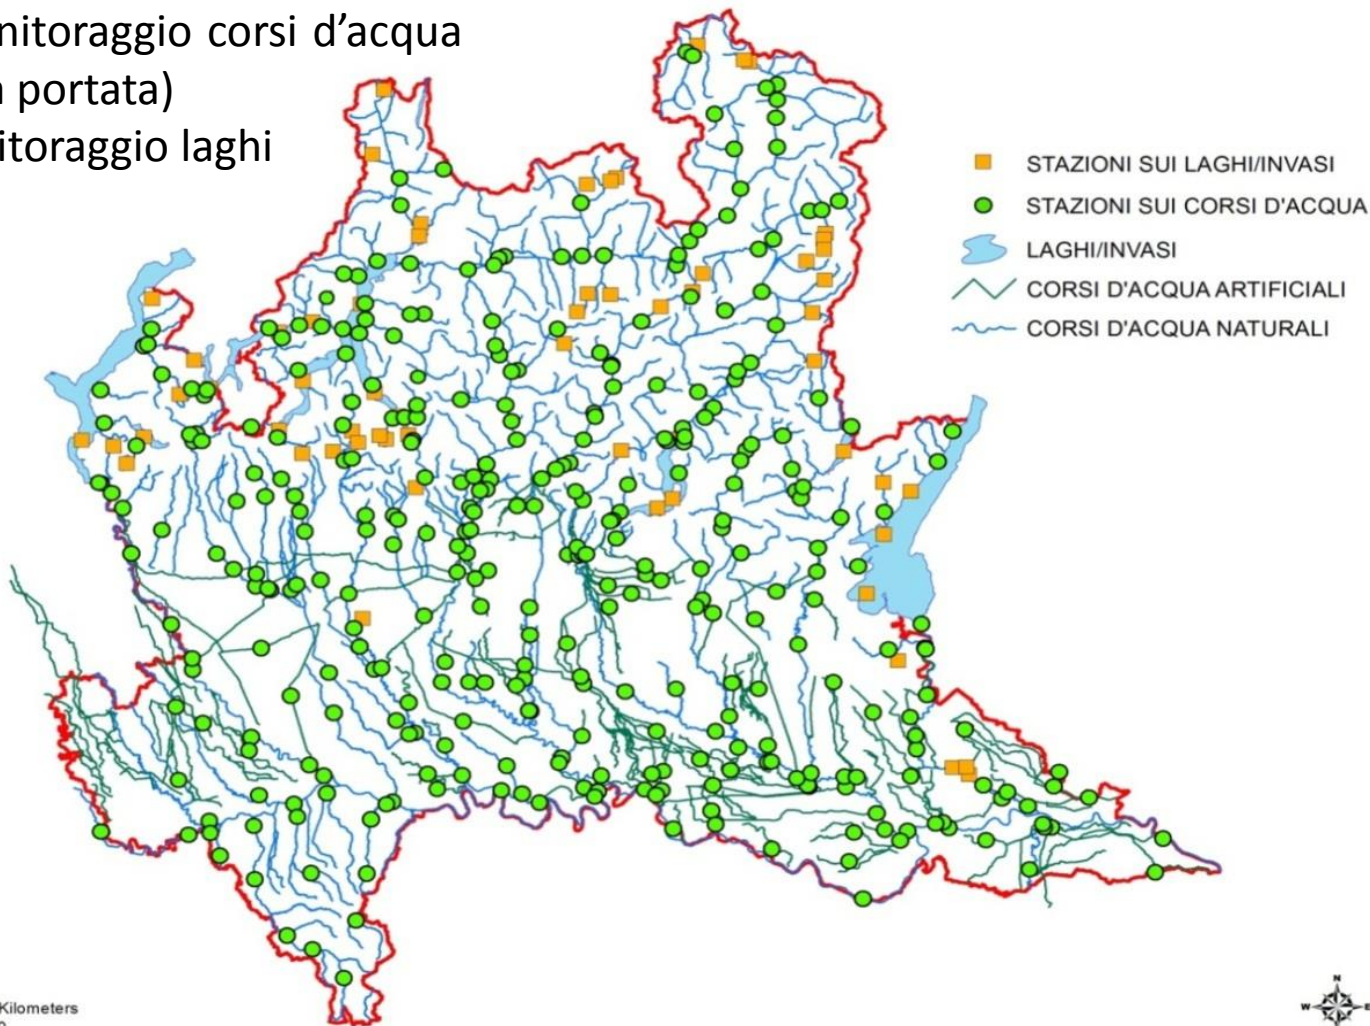 nitoraggio corsi d'acqua
portata)
itoraggio laghi
STAZIONI SUI LAGHI/INVASI
STAZIONI SUI CORSI D'ACQUA
LAGHI/INVASI
CORSI D'ACQUA ARTIFICIALI
CORSI D'ACQUA NATURALI
Kilometers
N
W
E